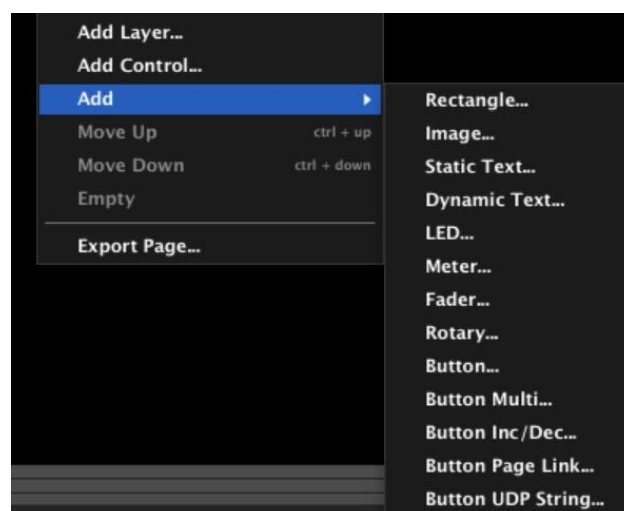 Add Layer...
Add Control...
Add
Move Up ctrl + up
Move Down ctrl + down
Empty
Export Page...
Rectangle...
Image...
Static Text...
Dynamic Text...
LED...
Meter...
Fader...
Rotary...
Button...
Button Multi...
Button Inc/Dec...
Button Page Link...
Button UDP String...